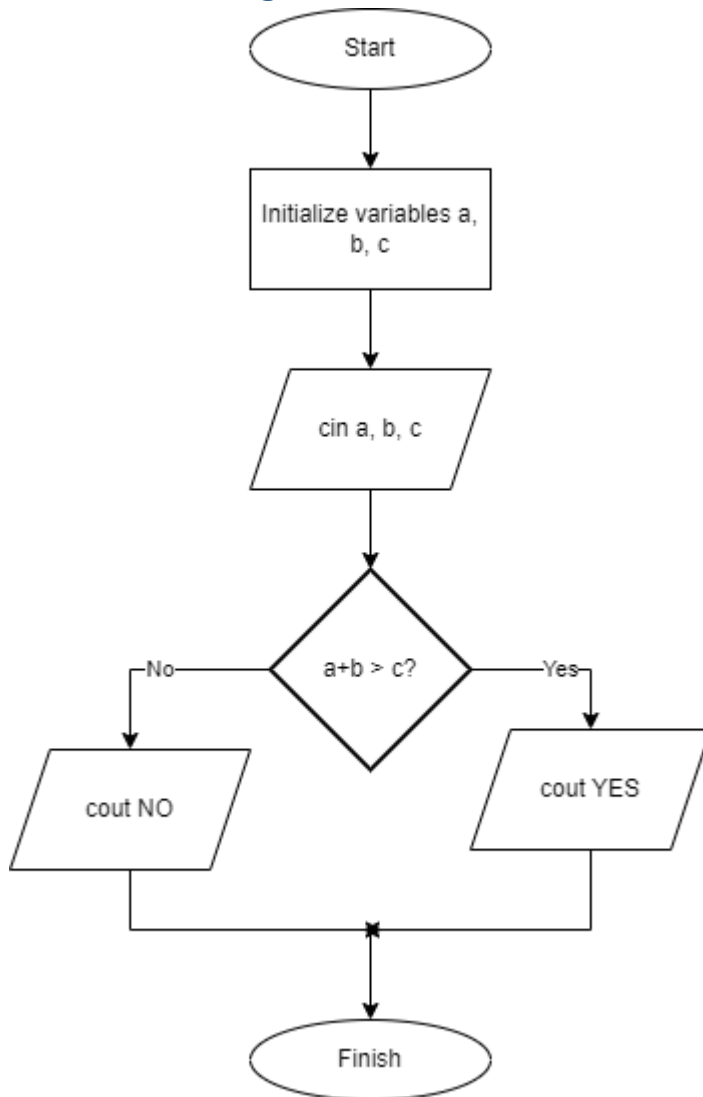 Start
Initialize variables a,
b, c
cin a, b, c
a+b > c?
No
Yes
cout NO
cout YES
Finish